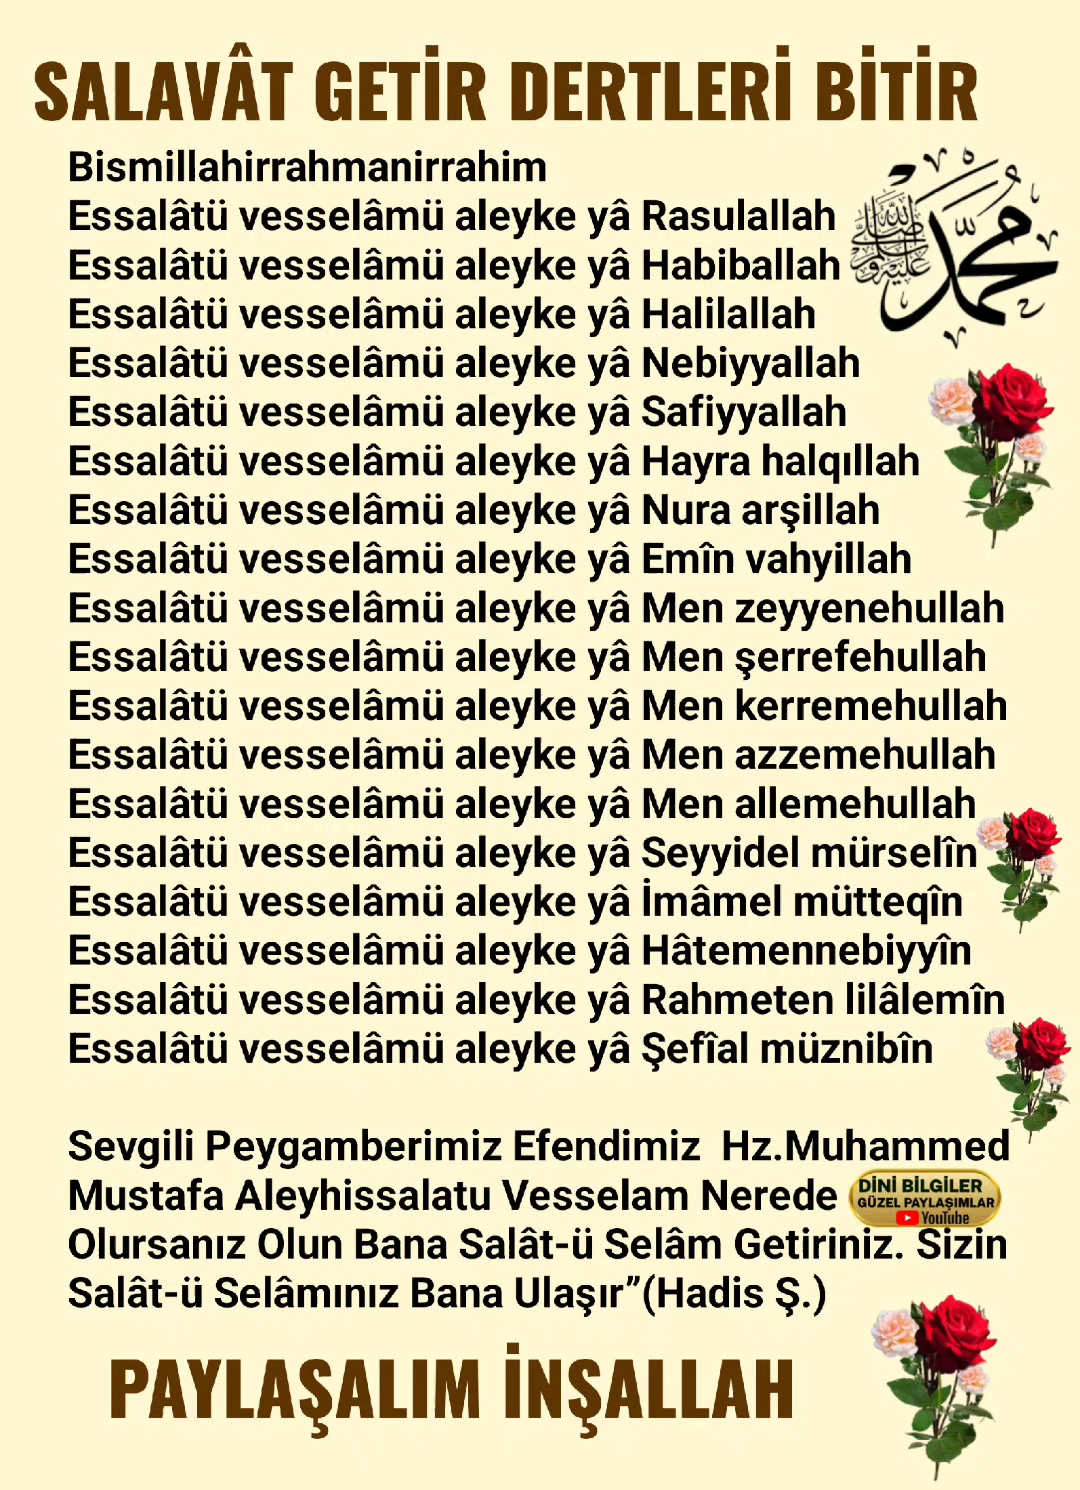 SALAVÂT GETİR DERTLERİ BİTİR
Bismillahirrahmanirrahim
Essalâtü vesselâmü aleyke yâ Rasulallah
Essalâtü vesselâmü aleyke yâ Habiballah
Essalâtü vesselâmü aleyke yâ Halilallah
Essalâtü vesselâmü aleyke yâ Nebiyyallah
Essalâtü vesselâmü aleyke yâ Safiyyallah
Essalâtü vesselâmü aleyke yâ Hayra halqıllah
Essalâtü vesselâmü aleyke yâ Nura arşillah
Essalâtü vesselâmü aleyke yâ Emîn vahyillah
Essalâtü vesselâmü aleyke yâ Men zeyyenehullah
Essalâtü vesselâmü aleyke yâ Men şerrefehullah
Essalâtü vesselâmü aleyke yâ Men kerremehullah
Essalâtü vesselâmü aleyke yâ Men azzemehullah
Essalâtü vesselâmü aleyke yâ Men allemehullah
Essalâtü vesselâmü aleyke yâ Seyyidel mürselîn
Essalâtü vesselâmü aleyke yâ İmâmel mütteqîn
Essalâtü vesselâmü aleyke yâ Hâtemennebiyyîn
Essalâtü vesselâmü aleyke yâ Rahmeten lilâlemîn
Essalâtü vesselâmü aleyke yâ Şefîal müznibîn
محمد
صلى الله عليه وسلم
Sevgili Peygamberimiz Efendimiz Hz.Muhammed
Mustafa Aleyhissalatu Vesselam Nerede
Olursanız Olun Bana Salât-ü Selâm Getiriniz. Sizin
Salât-ü Selâmınız Bana Ulaşır”(Hadis Ş.)
DİNİ BİLGİLER
GÜZEL PAYLAŞIMLAR
YouTube
PAYLAŞALIM İNŞALLAH